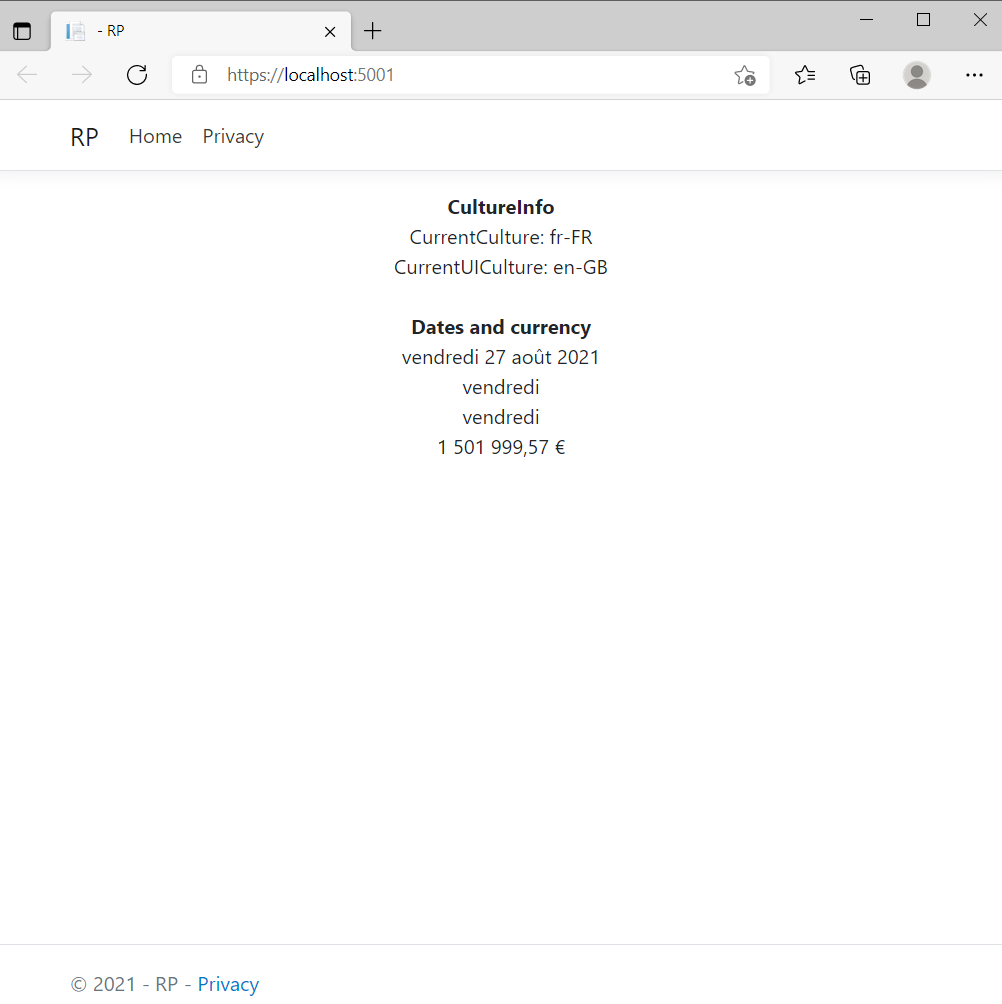 - RP
https://localhost:5001
RP Home Privacy
CultureInfo
CurrentCulture: fr-FR
CurrentUICulture: en-GB
Dates and currency
vendredi 27 août 2021
vendredi
vendredi
1 501 999,57 €
© 2021 - RP - Privacy